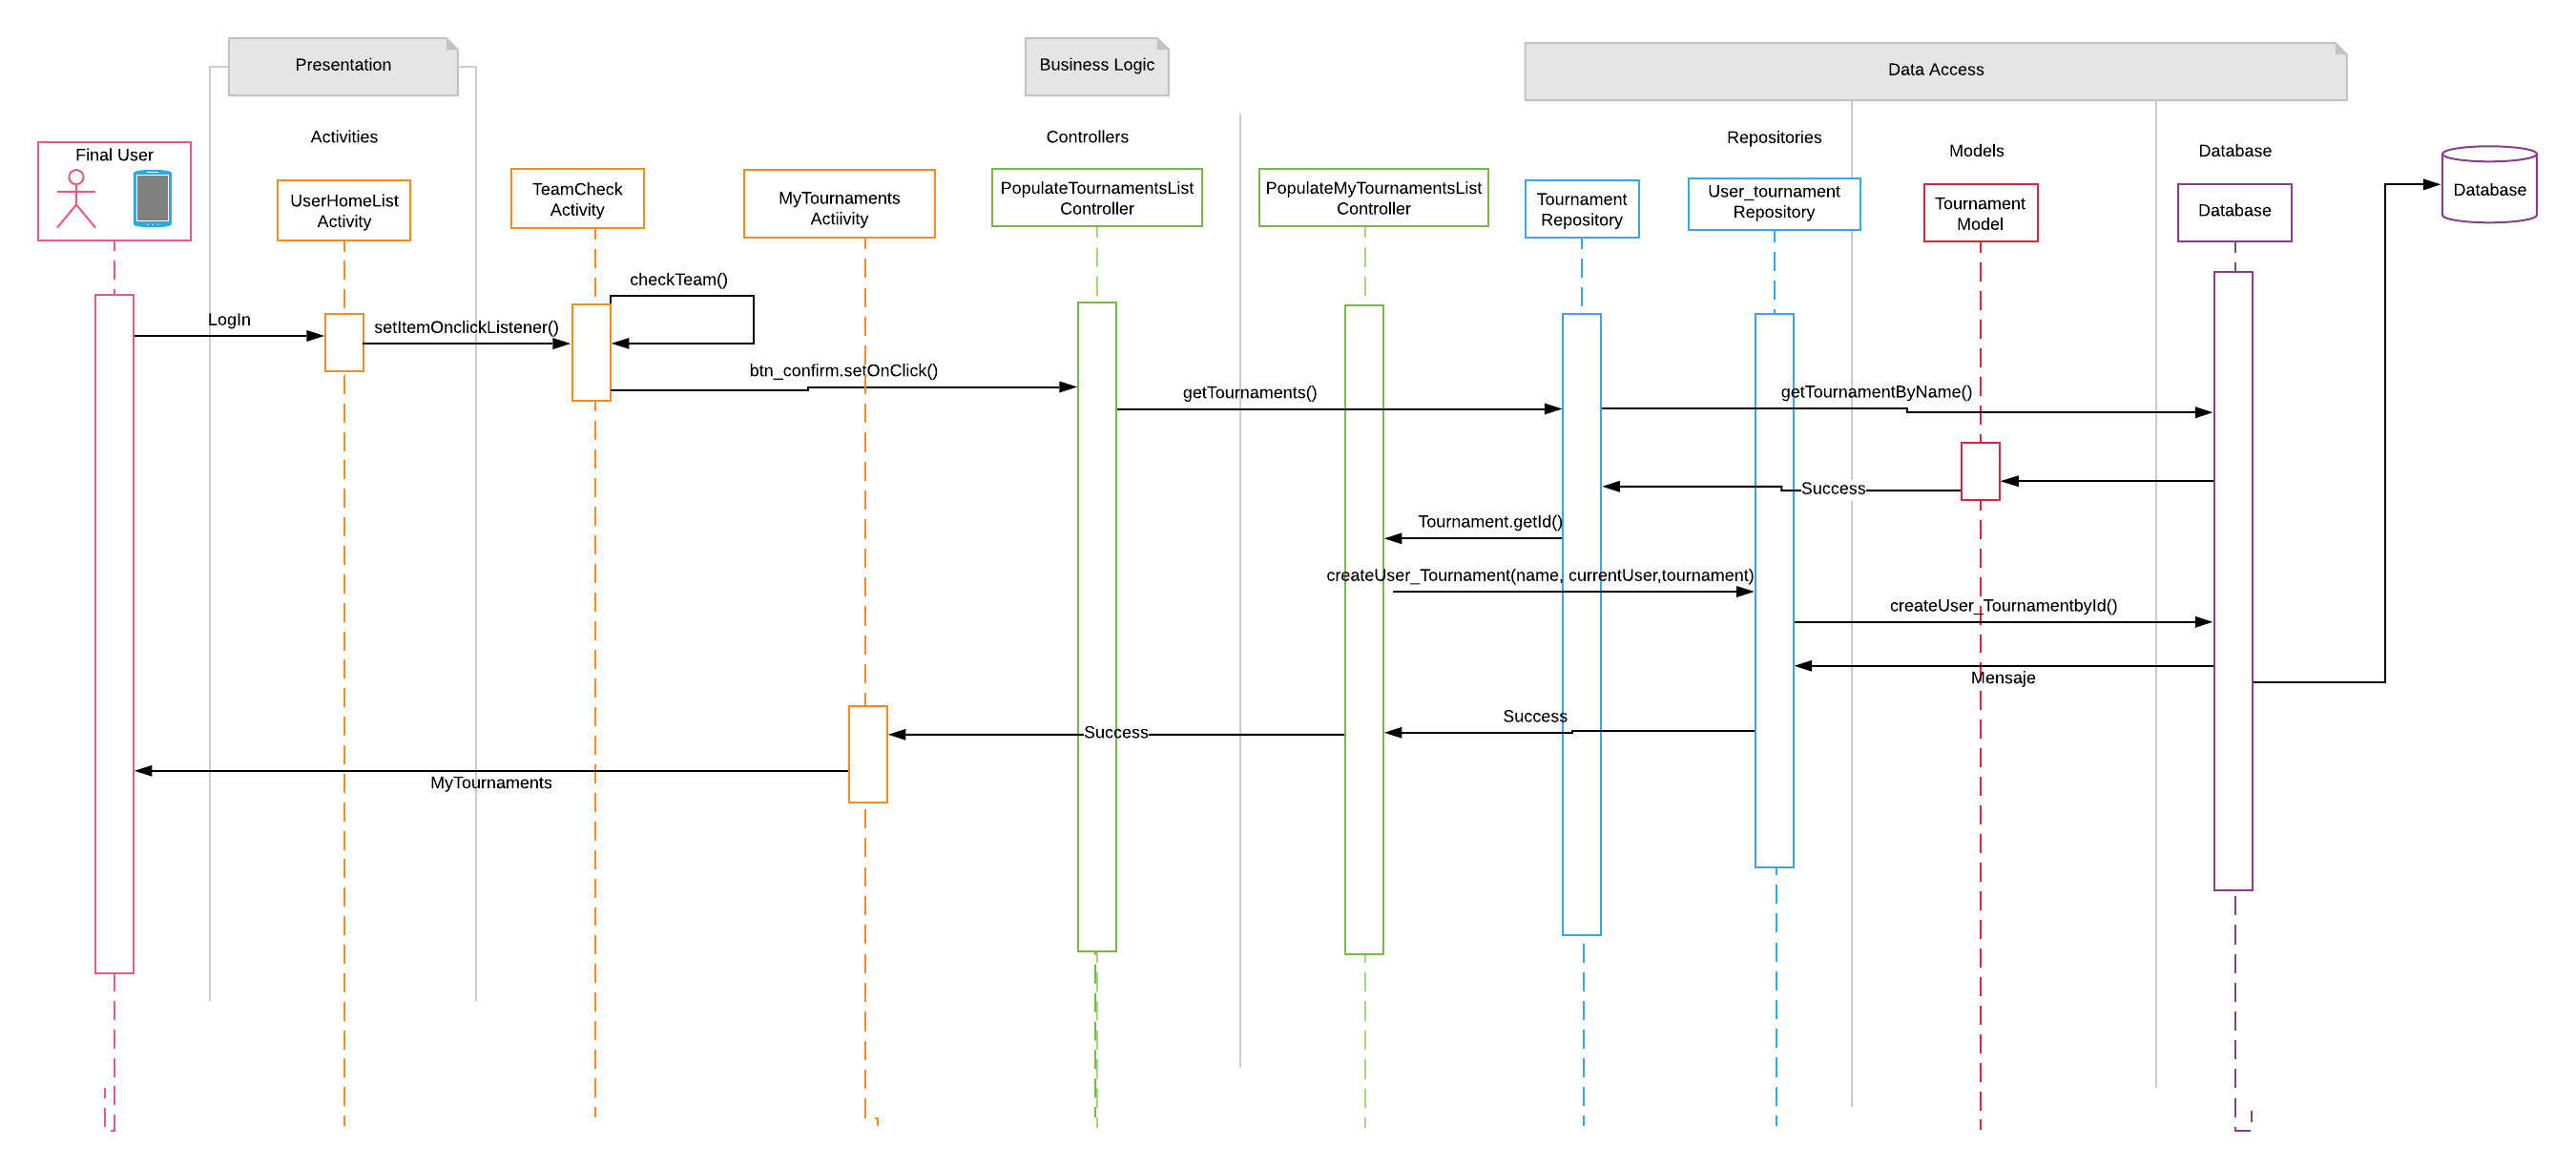 Presentation
Business Logic
Data Access
Activities
Controllers
Repositories
Models
Database
Final User
UserHomeList
Activity
TeamCheck
Activity
MyTournaments
Actiivity
PopulateTournamentsList
Controller
PopulateMyTournamentsList
Controller
Tournament
Repository
User_tournament
Repository
Tournament
Model
Database
Database
checkTeam()
LogIn
setItemOnclickListener()
btn_confirm.setOnClick()
getTournaments()
getTournamentByName()
Success
Tournament.getId()
createUser_Tournament(name, currentUser,tournament)
createUser_TournamentbyId()
Mensaje
Success
Success
MyTournaments